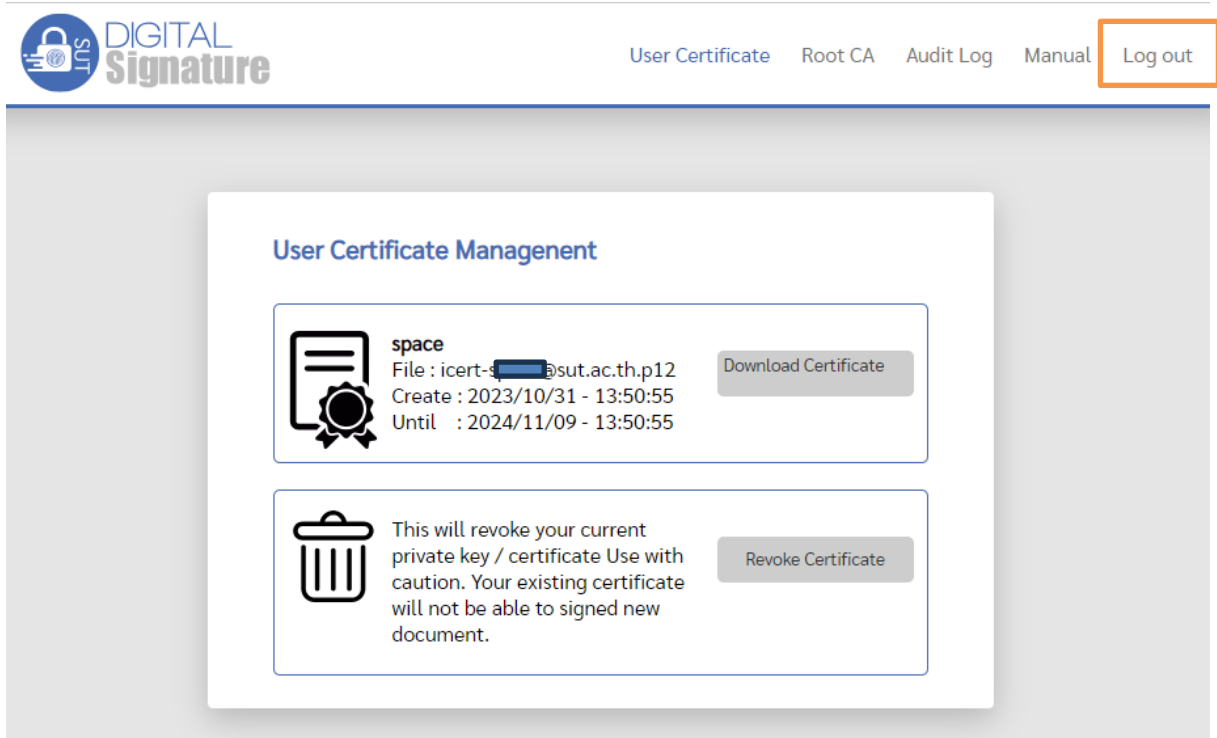 SUT
DIGITAL
Signature
User Certificate Root CA Audit Log Manual Log out
User Certificate Managenent
space
File : icert-s @sut.ac.th.p12
Create : 2023/10/31 - 13:50:55
Until : 2024/11/09 - 13:50:55
Download Certificate
This will revoke your current
private key / certificate Use with
caution. Your existing certificate
will not be able to signed new
document.
Revoke Certificate